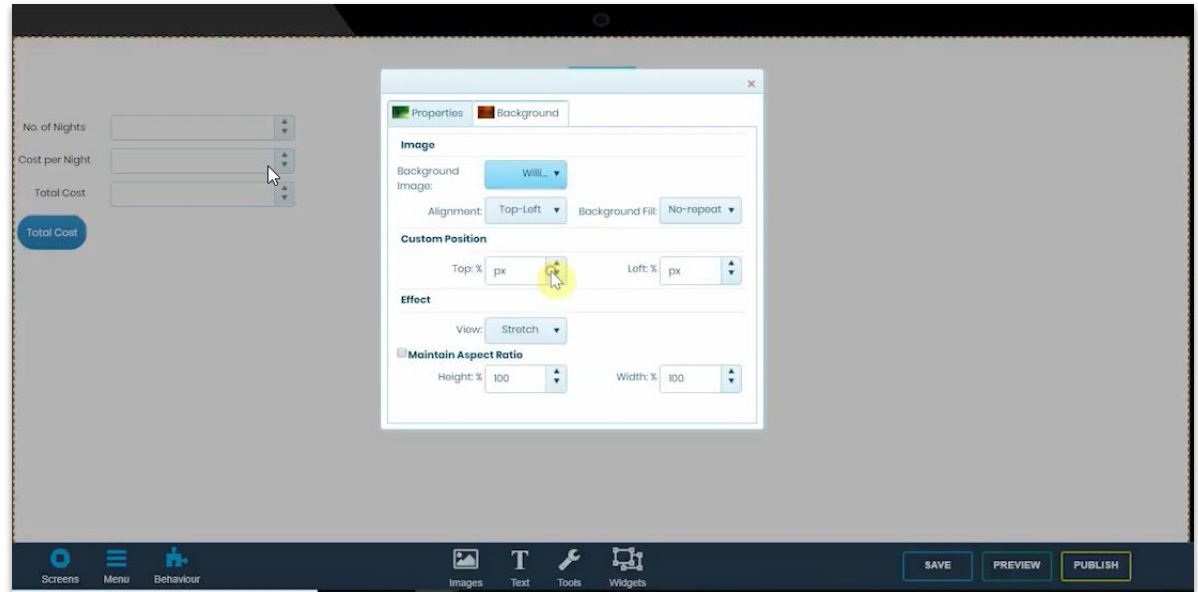 ×
Properties Background
No. of Nights
Image
Cost per Night
Background Image: Willi... ▼
Total Cost
Alignment: Top-Left ▼ Background Fill: No-repeat ▼
Total Cost
Custom Position
Top: % px Left: % px
Effect
View: Stretch ▼
Maintain Aspect Ratio
Height: % 100 Width: % 100
Screens Menu Behaviour Images Text Tools Widgets SAVE PREVIEW PUBLISH